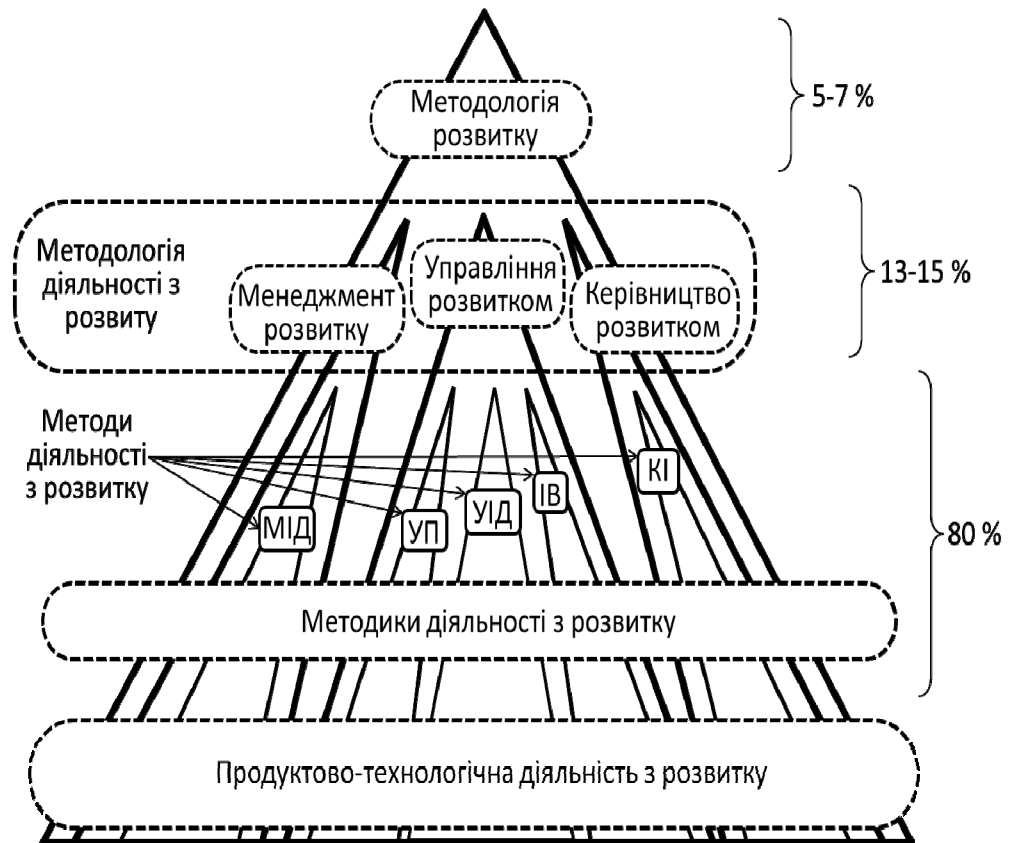 Методологія
розвитку
5-7 %
Методологія
діяльності з
розвиту
Менеджмент
розвитку
Управління
розвитком
Керівництво
розвитком
13-15 %
Методи
діяльності
з розвитку
МІД
УП
УІД
ІВ
КІ
80 %
Методики діяльності з розвитку
Продуктово-технологічна діяльність з розвитку